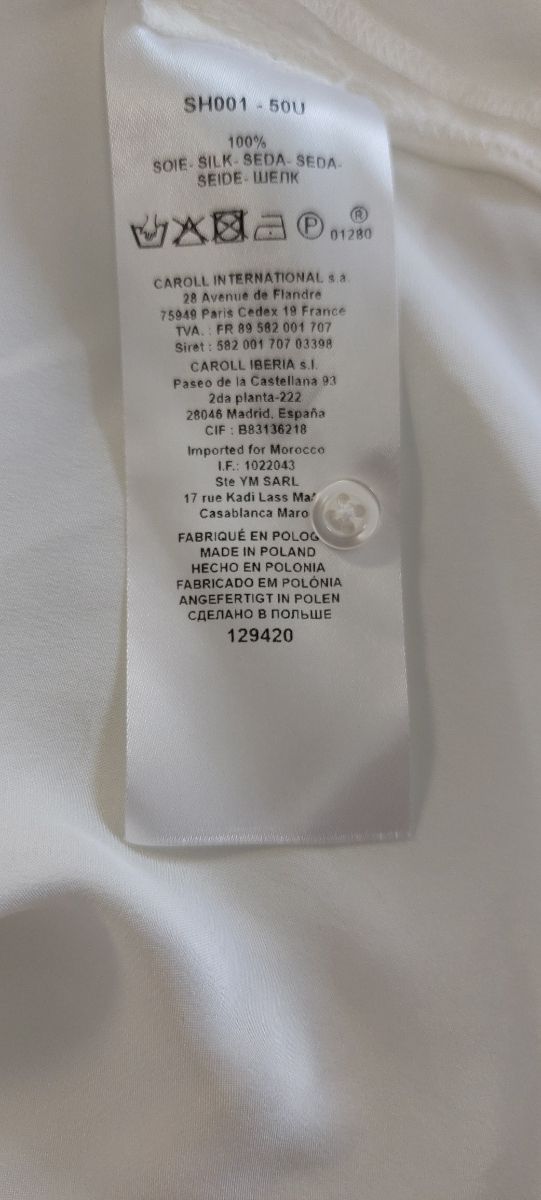 SH001 - 50U
100%
SOIE- SILK- SEDA- SEDA-
SEIDE- ШЕЛК
P
®
01280
CAROLL INTERNATIONAL s.a.
28 Avenue de Flandre
75949 Paris Cedex 19 France
TVA. : FR 89 582 001 707
Siret : 582 001 707 03398
CAROLL IBERIA s.l.
Paseo de la Castellana 93
2da planta-222
28046 Madrid, España
CIF : B83136218
Imported for Morocco
I.F.: 1022043
Ste YM SARL
17 rue Kadi Lass
Casablanca Maro
FABRIQUÉ EN POLOG
MADE IN POLAND
HECHO EN POLONIA
FABRICADO EM POLÓNIA
ANGEFERTIGT IN POLEN
СДЕЛАНО В ПОЛЬШЕ
129420